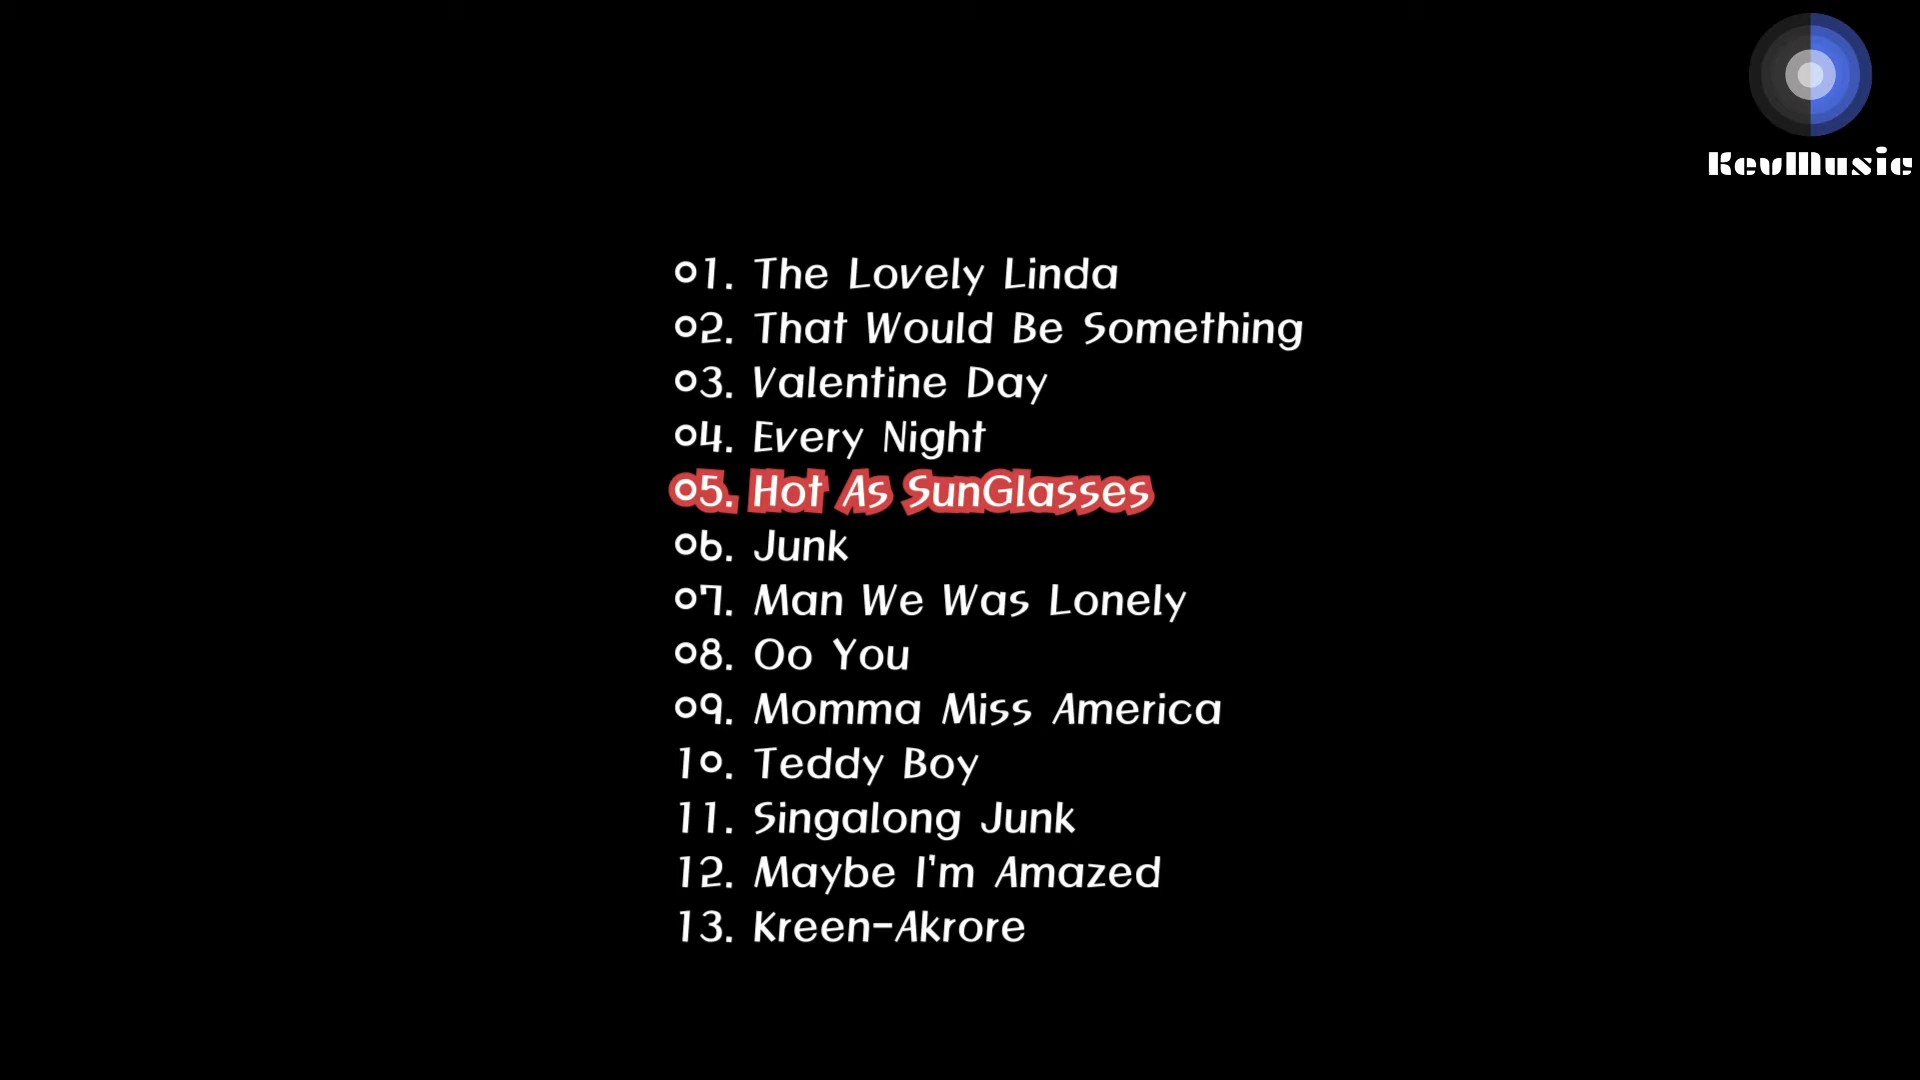 KevMusic
01. The Lovely Linda
02. That Would Be Something
03. Valentine Day
04. Every Night
05. Hot As SunGlasses
06. Junk
07. Man We Was Lonely
08. Oo You
09. Momma Miss America
10. Teddy Boy
11. Singalong Junk
12. Maybe I'm Amazed
13. Kreen-Akrore